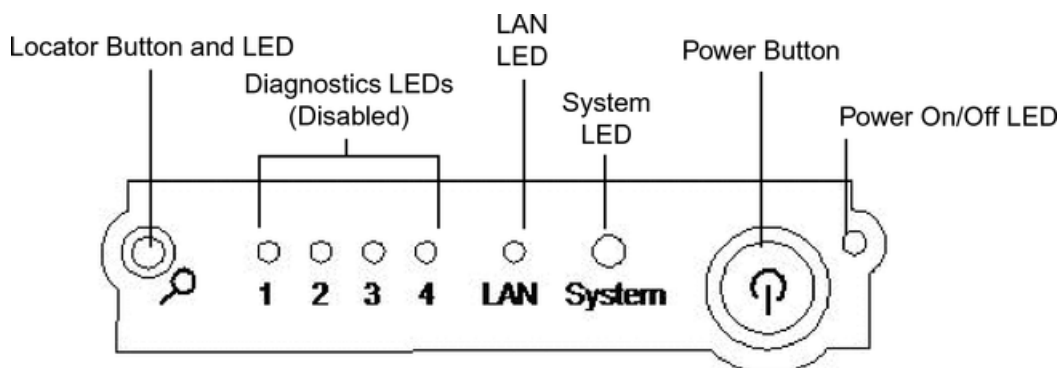 LAN
LED
Locator Button and LED
Power Button
Diagnostics LEDs
(Disabled)
System
LED
Power On/Off LED
1 2 3 4 LAN System